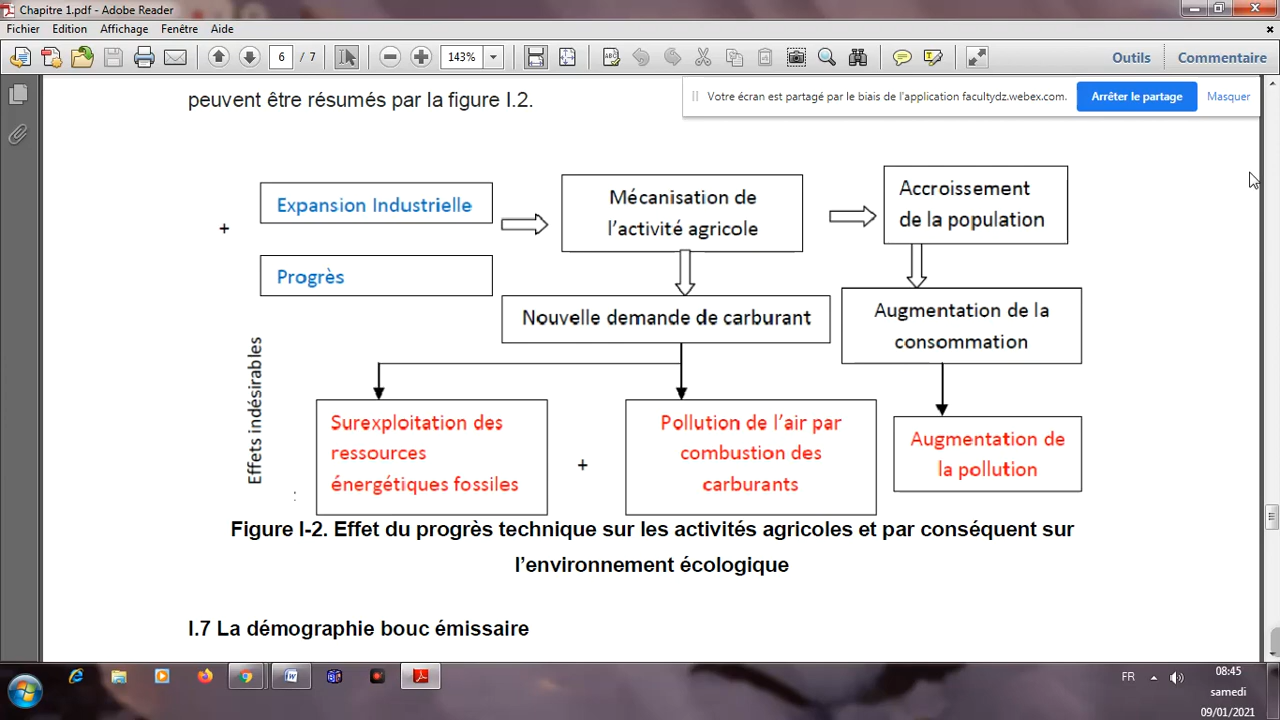 Chapitre 1.pdf - Adobe Reader
Fichier Edition Affichage Fenêtre Aide
6 / 7 143% Outils Commentaire
peuvent être résumés par la figure I.2.
Votre écran est partagé par le biais de l'application facultydz.webex.com. Arrêter le partage Masquer
Expansion Industrielle
+
Progrès
Mécanisation de
l'activité agricole
Accroissement
de la population
Nouvelle demande de carburant
Augmentation de la
consommation
Effets indésirables
:
Surexploitation des
ressources
énergétiques fossiles
+
Pollution de l'air par
combustion des
carburants
Augmentation de
la pollution
Figure I-2. Effet du progrès technique sur les activités agricoles et par conséquent sur
l'environnement écologique
I.7 La démographie bouc émissaire
FR
08:45
samedi
09/01/2021